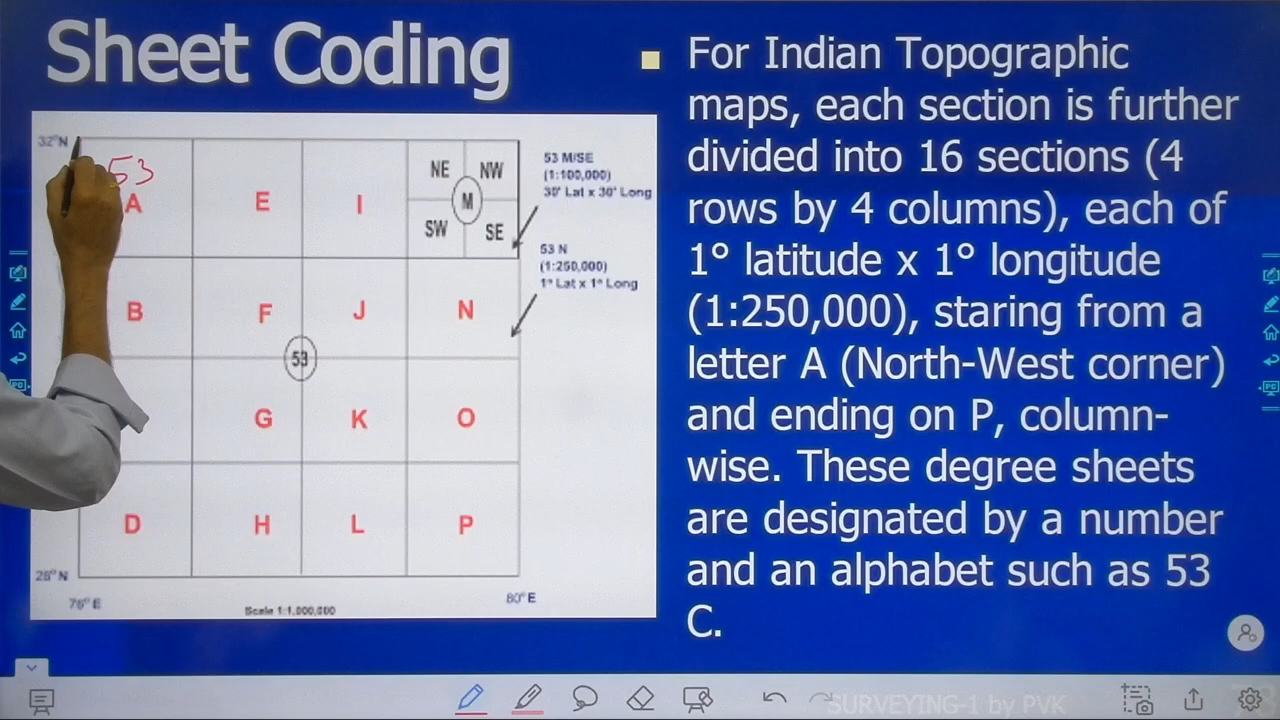 Sheet Coding
For Indian Topographic
maps, each section is further
divided into 16 sections (4
rows by 4 columns), each of
1° latitude x 1° longitude
(1:250,000), staring from a
letter A (North-West corner)
and ending on P, column-
wise. These degree sheets
are designated by a number
and an alphabet such as 53
C.
32°N
53
A
E
I
NE NW
M
SW SE
53 M/SE
(1:100,000)
30' Lat x 30' Long
53 N
(1:250,000)
1° Lat x 1° Long
B
F
J
N
53
G
K
O
D
H
L
P
28°N
76°E
80°E
Scale 1:1,000,000
SURVEYING-1 by PVK